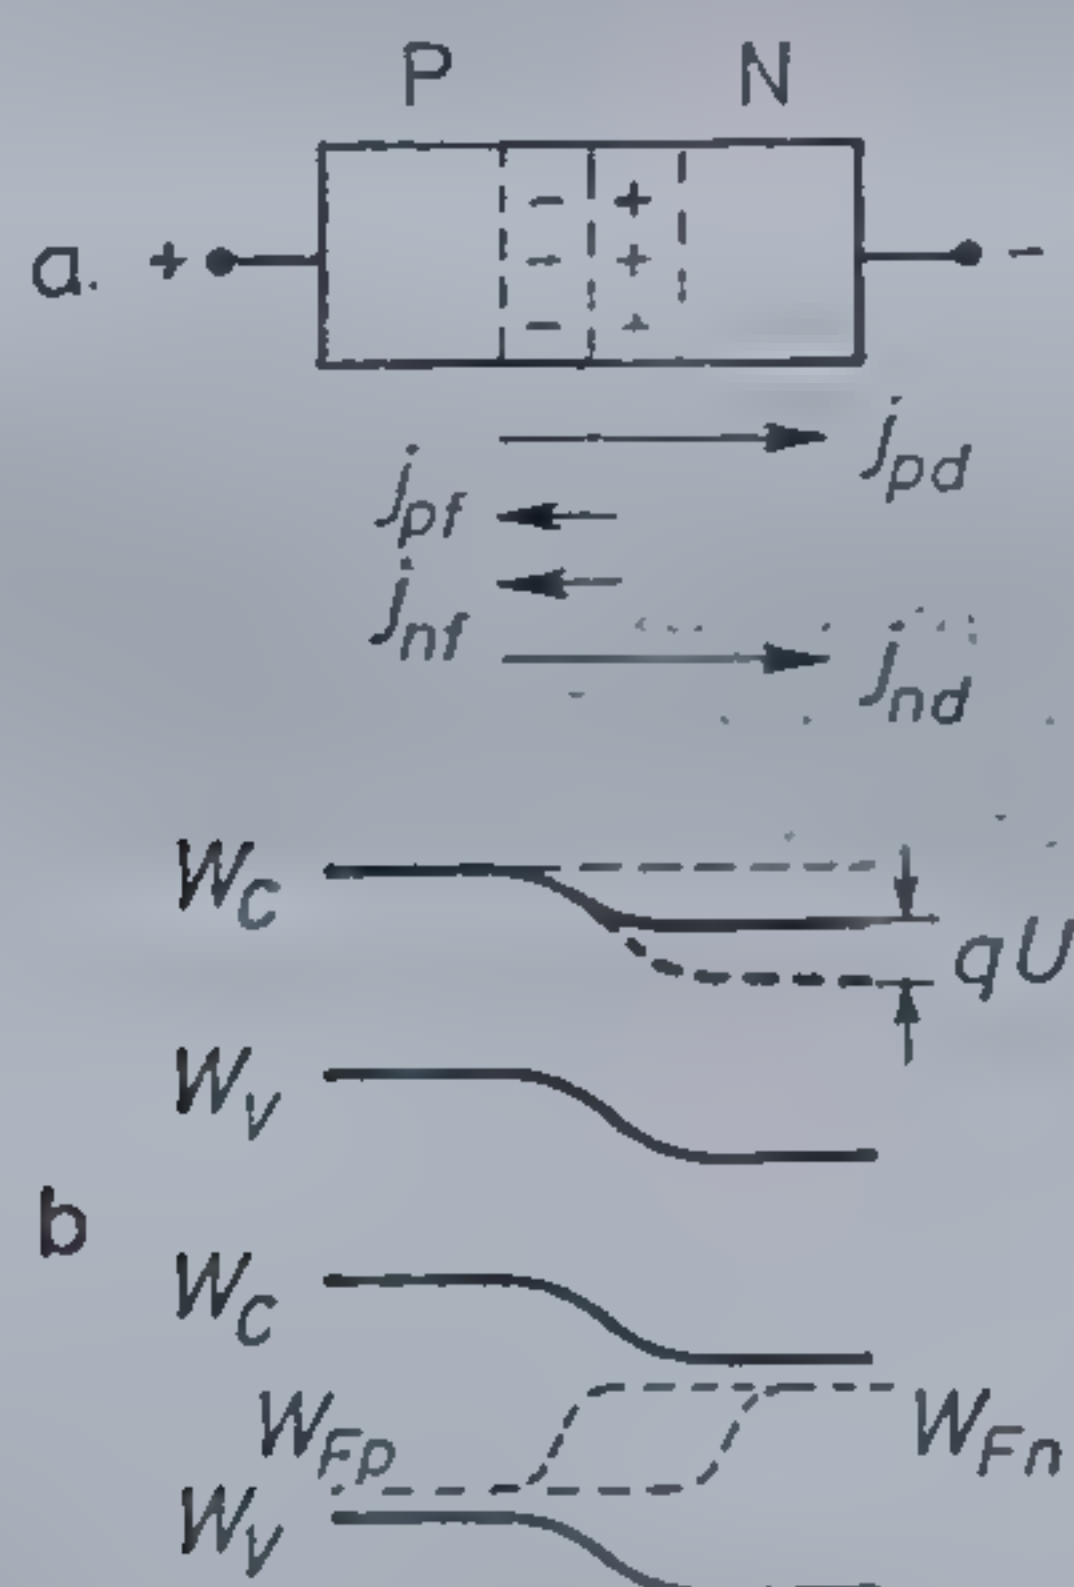 P N
- +
a. + - + -
- +
j_pd
j_pf
j_nf
j_nd
W_C
qU
W_V
b
W_C
W_Fp W_Fn
W_V